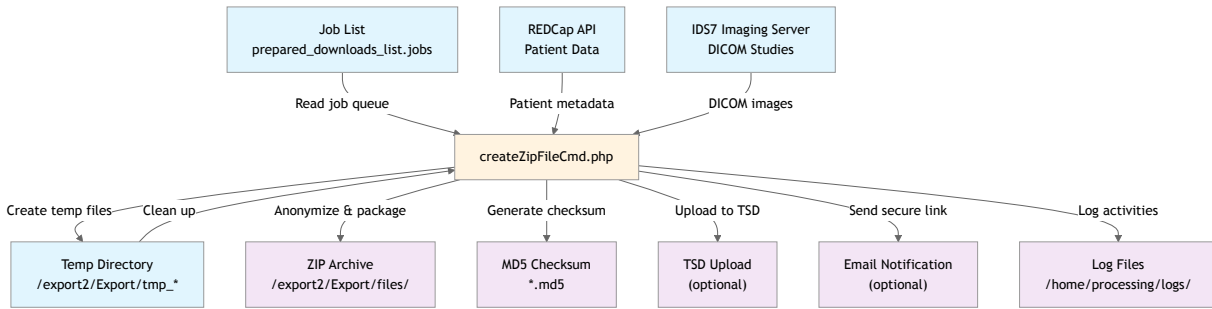 Job List
prepared_downloads_list.jobs
REDCap API
Patient Data
IDS7 Imaging Server
DICOM Studies
Read job queue
Patient metadata
DICOM images
createZipFileCmd.php
Create temp files
Clean up
Anonymize & package
Generate checksum
Upload to TSD
Send secure link
Log activities
Temp Directory
/export2/Export/tmp_*
ZIP Archive
/export2/Export/files/
MD5 Checksum
*.md5
TSD Upload
(optional)
Email Notification
(optional)
Log Files
/home/processing/logs/